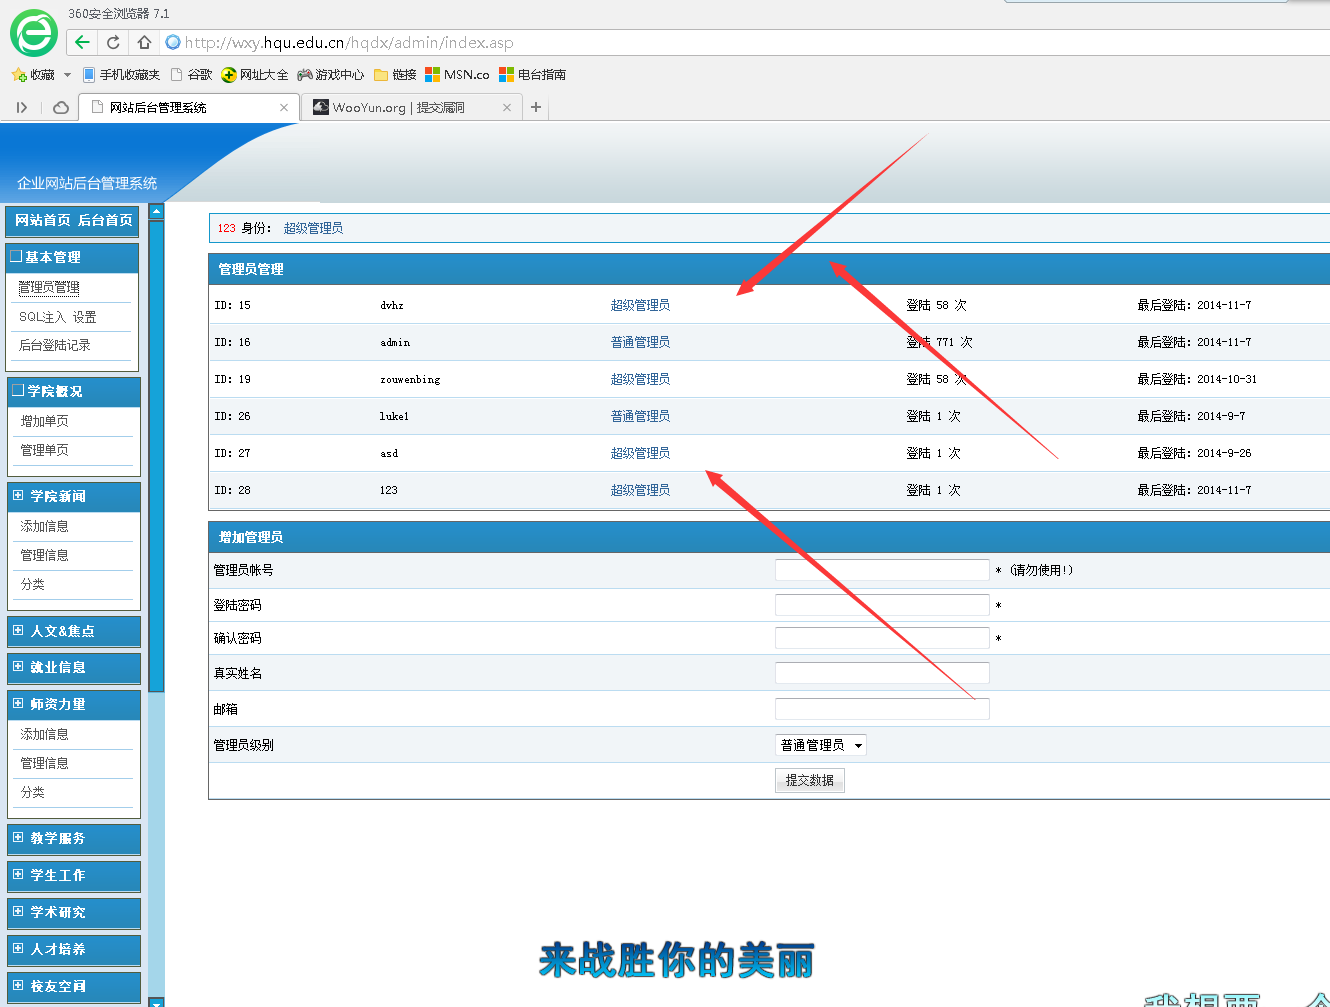 360安全浏览器 7.1
http://wxy.hqu.edu.cn/hqdx/admin/index.asp
收藏 手机收藏夹 谷歌 网址大全 游戏中心 链接 MSN.co 电台指南
网站后台管理系统 WooYun.org | 提交漏洞
企业网站后台管理系统
网站首页 后台首页
基本管理
管理员管理
SQL注入 设置
后台登陆记录
学院概况
增加单页
管理单页
学院新闻
添加信息
管理信息
分类
人文&焦点
就业信息
师资力量
添加信息
管理信息
分类
教学服务
学生工作
学术研究
人才培养
校友空间
123 身份: 超级管理员
管理员管理
ID: 15 dvhz 超级管理员 登陆 58 次 最后登陆: 2014-11-7
ID: 16 admin 普通管理员 登陆 771 次 最后登陆: 2014-11-7
ID: 19 zouwenbing 超级管理员 登陆 58 次 最后登陆: 2014-10-31
ID: 26 luke1 普通管理员 登陆 1 次 最后登陆: 2014-9-7
ID: 27 asd 超级管理员 登陆 1 次 最后登陆: 2014-9-26
ID: 28 123 超级管理员 登陆 1 次 最后登陆: 2014-11-7
增加管理员
管理员帐号 * (请勿使用!)
登陆密码 *
确认密码 *
真实姓名
邮箱
管理员级别 普通管理员
提交数据
来战胜你的美丽
我想要一个